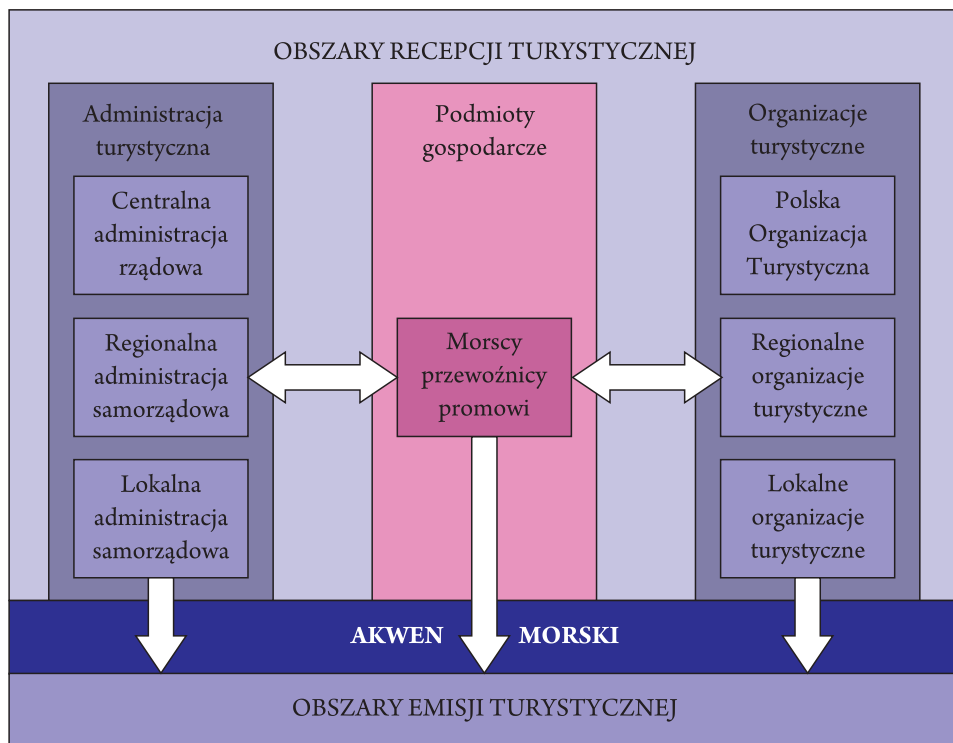 OBSZARY RECEPCJI TURYSTYCZNEJ
Administracja
turystyczna
Centralna
administracja
rządowa
Regionalna
administracja
samorządowa
Lokalna
administracja
samorządowa
Podmioty
gospodarcze
Morscy
przewoźnicy
promowi
Organizacje
turystyczne
Polska
Organizacja
Turystyczna
Regionalne
organizacje
turystyczne
Lokalne
organizacje
turystyczne
AKWEN MORSKI
OBSZARY EMISJI TURYSTYCZNEJ